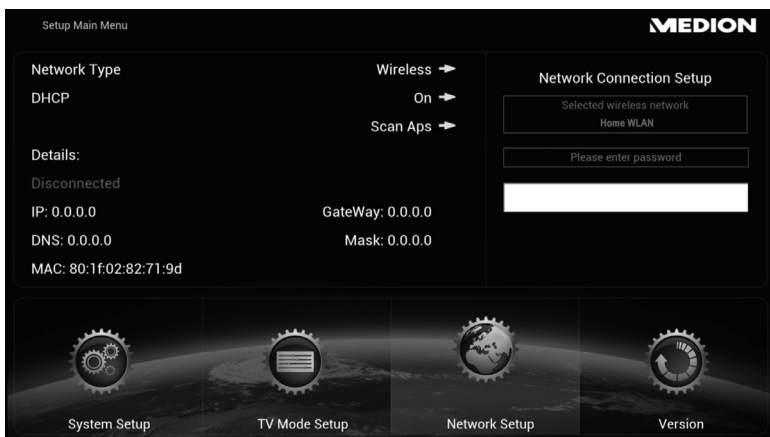 Setup Main Menu
MEDION
Network Type Wireless
DHCP On
Scan Aps
Details:
Disconnected
IP: 0.0.0.0 GateWay: 0.0.0.0
DNS: 0.0.0.0 Mask: 0.0.0.0
MAC: 80:1f:02:82:71:9d
Network Connection Setup
Selected wireless network
Home WLAN
Please enter password
System Setup
TV Mode Setup
Network Setup
Version